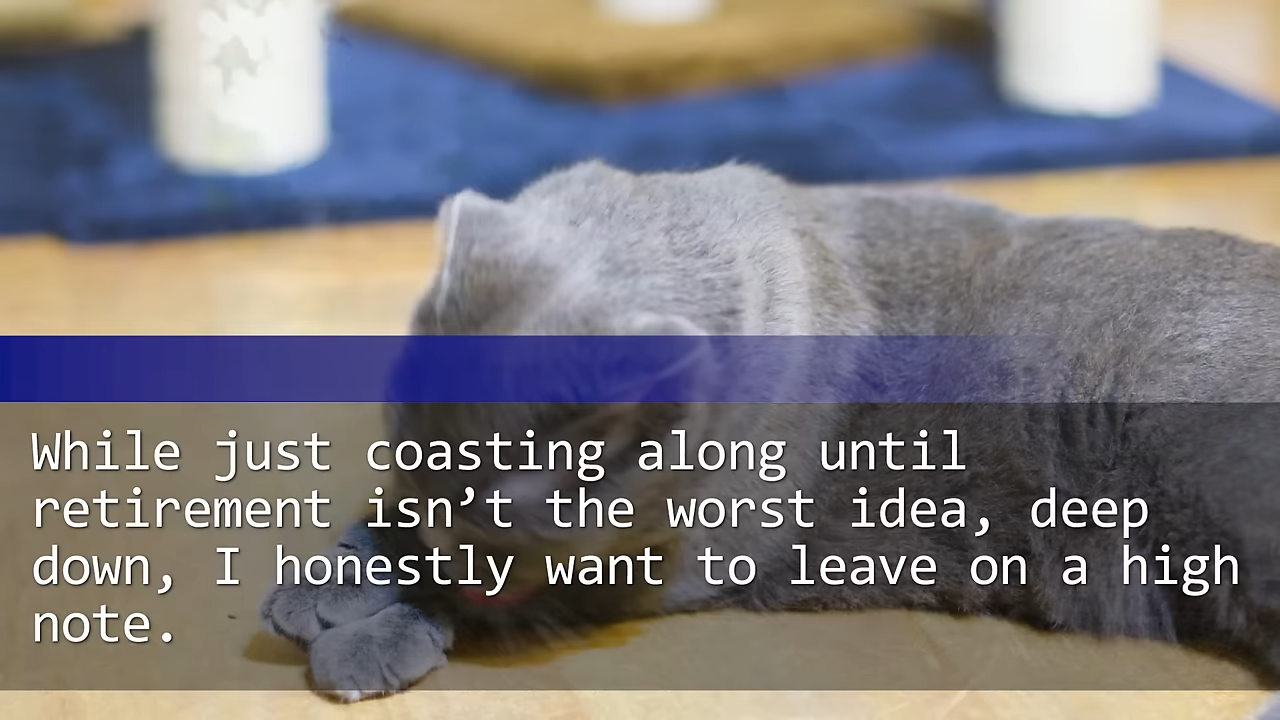 While just coasting along until
retirement isn’t the worst idea, deep
down, I honestly want to leave on a high
note.